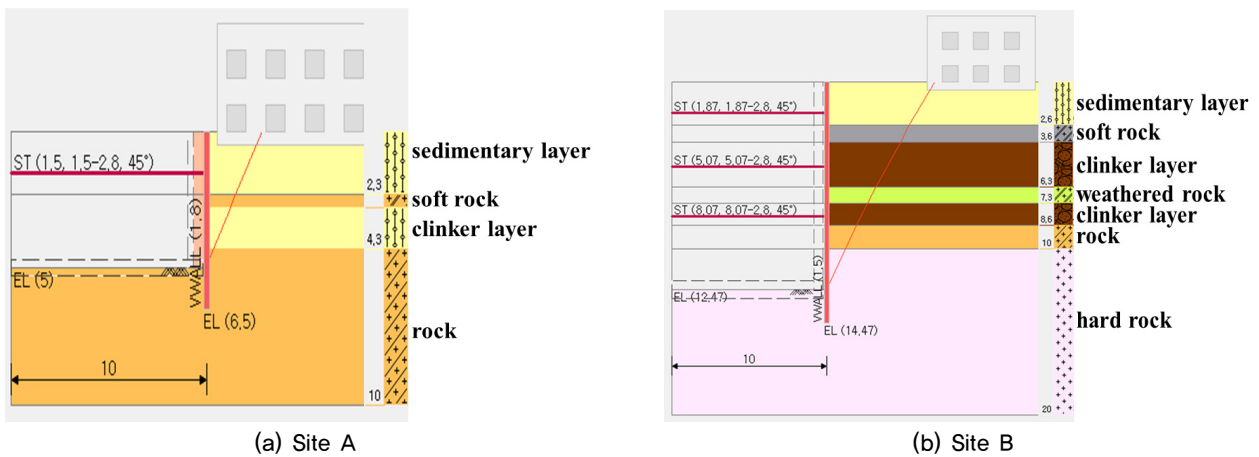 ST (1.5, 1.5-2.8, 45°)
2.3
sedimentary layer
soft rock
4.3
clinker layer
VWALL (1.8)
EL (5)
EL (6.5)
rock
10
10
(a) Site A
ST (1.87, 1.87-2.8, 45°)
2.6
sedimentary layer
3.6
soft rock
ST (5.07, 5.07-2.8, 45°)
6.3
clinker layer
7.3
weathered rock
ST (8.07, 8.07-2.8, 45°)
8.6
clinker layer
10
rock
VWALL (1.5)
EL (12.47)
EL (14.47)
hard rock
10
20
(b) Site B